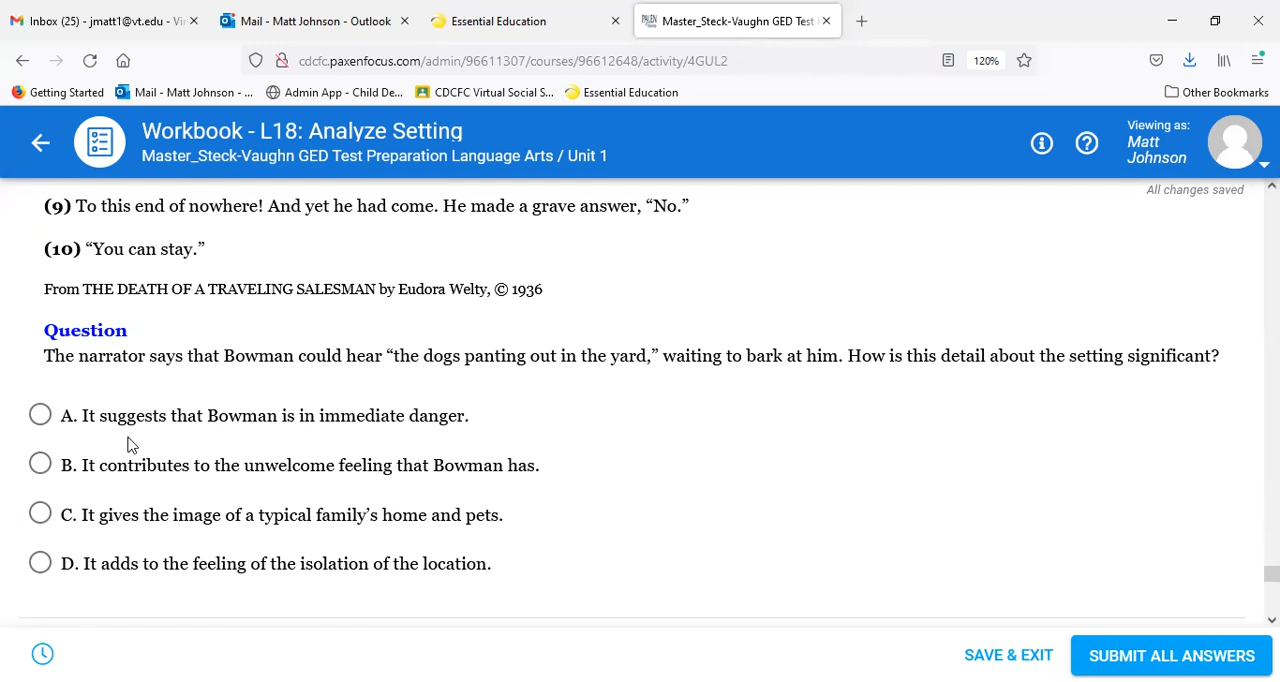 Inbox (25) - jmatt1@vt.edu - Vi
Mail - Matt Johnson - Outlook
Essential Education
PAXEN
Master_Steck-Vaughn GED Test
cdcfc.paxenfocus.com/admin/96611307/courses/96612648/activity/4GUL2
120%
Getting Started
Mail - Matt Johnson - ...
Admin App - Child De...
CDCFC Virtual Social S...
Essential Education
Other Bookmarks
Workbook - L18: Analyze Setting
Master_Steck-Vaughn GED Test Preparation Language Arts / Unit 1
Viewing as:
Matt
Johnson
All changes saved
(9) To this end of nowhere! And yet he had come. He made a grave answer, “No.”
(10) “You can stay.”
From THE DEATH OF A TRAVELING SALESMAN by Eudora Welty, © 1936
Question
The narrator says that Bowman could hear “the dogs panting out in the yard,” waiting to bark at him. How is this detail about the setting significant?
A. It suggests that Bowman is in immediate danger.
B. It contributes to the unwelcome feeling that Bowman has.
C. It gives the image of a typical family’s home and pets.
D. It adds to the feeling of the isolation of the location.
SAVE & EXIT
SUBMIT ALL ANSWERS